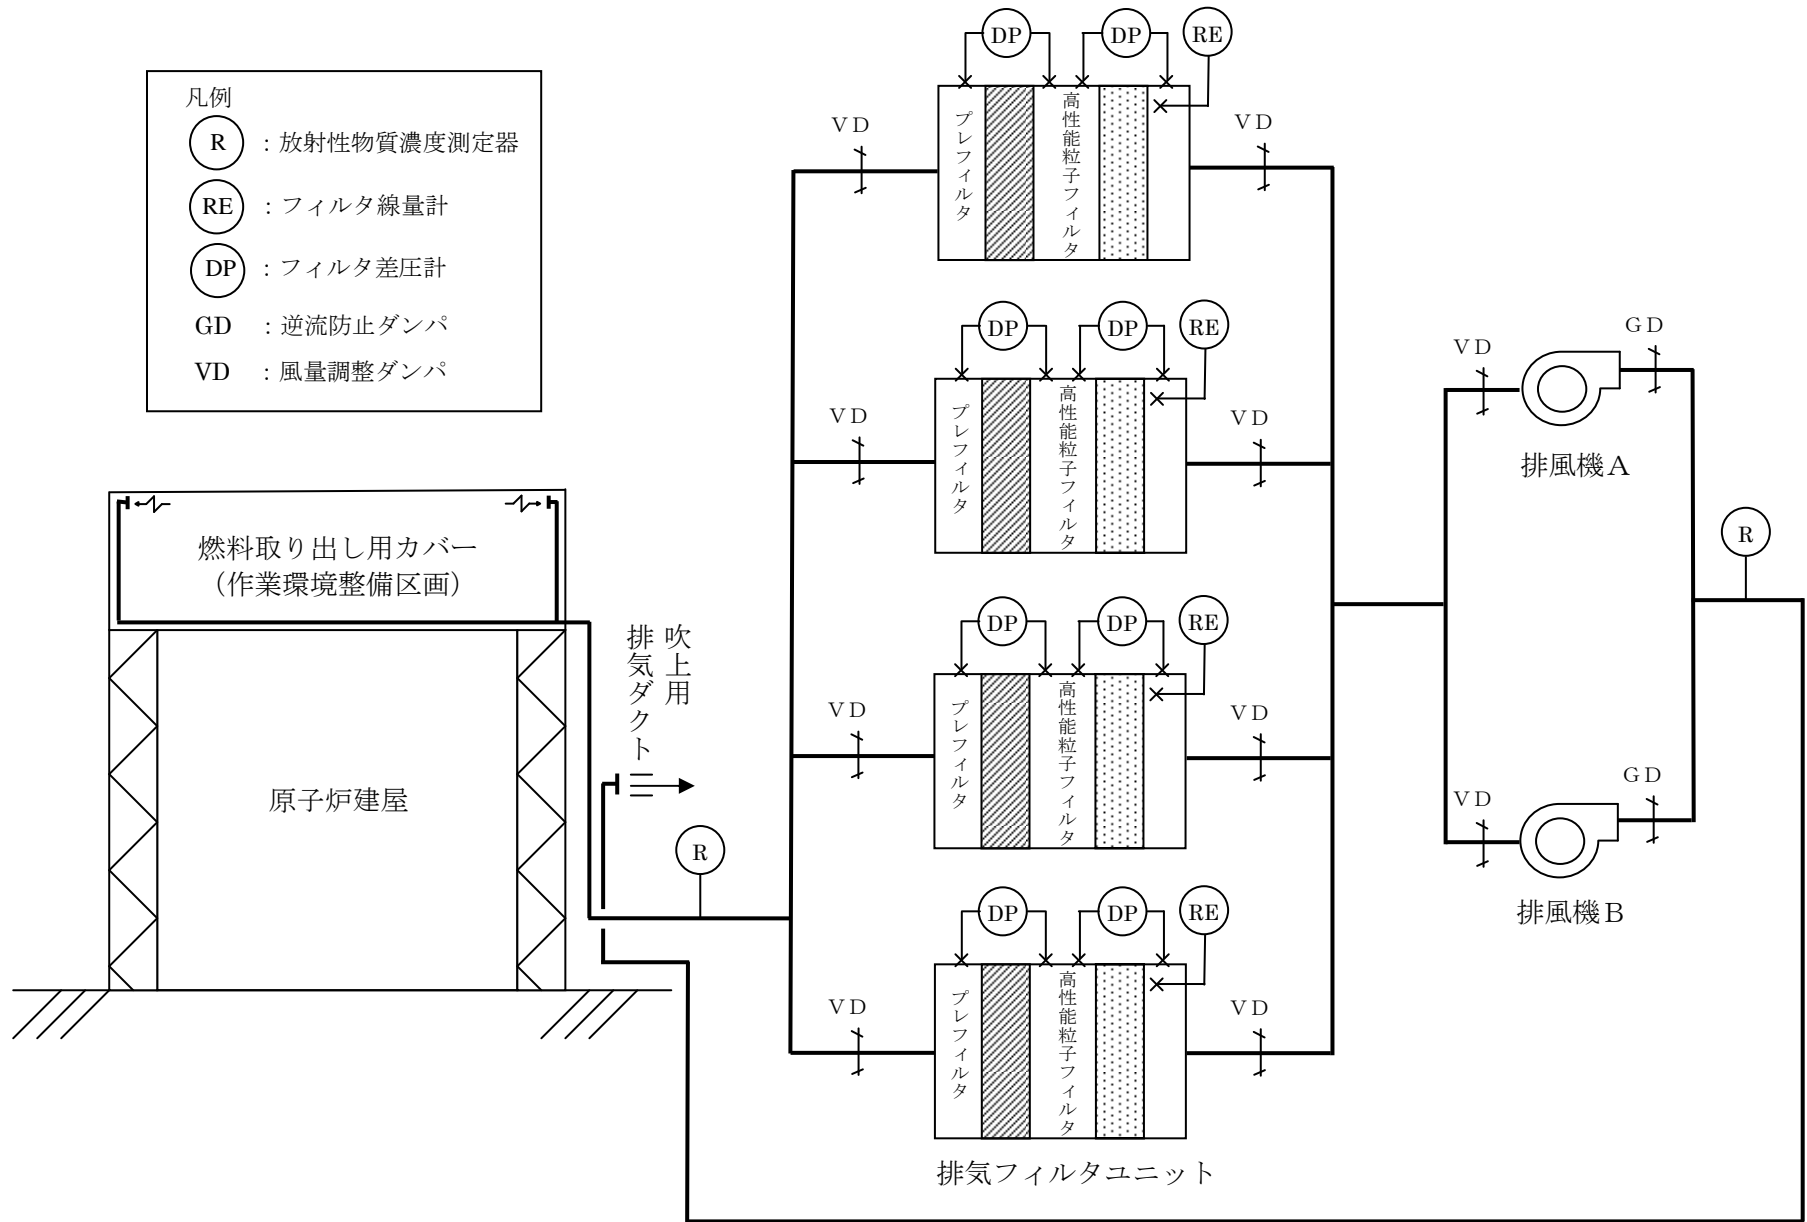 凡例
R : 放射性物質濃度測定器
RE : フィルタ線量計
DP : フィルタ差圧計
GD : 逆流防止ダンパ
VD : 風量調整ダンパ
燃料取り出し用カバー
（作業環境整備区画）
原子炉建屋
吹上用
排気ダクト
R
DP
DP
RE
VD
プレフィルタ
高性能粒子フィルタ
VD
DP
DP
RE
VD
プレフィルタ
高性能粒子フィルタ
VD
DP
DP
RE
VD
プレフィルタ
高性能粒子フィルタ
VD
DP
DP
RE
VD
プレフィルタ
高性能粒子フィルタ
VD
排気フィルタユニット
VD
GD
排風機A
VD
GD
排風機B
R